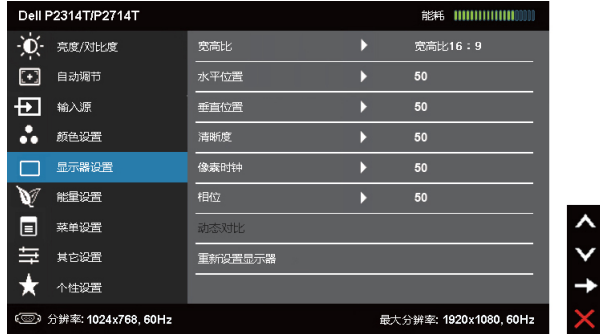 Dell P2314T/P2714T 能耗
亮度/对比度
自动调节
输入源
颜色设置
显示器设置
能量设置
菜单设置
其它设置
个性设置
宽高比 宽高比16：9
水平位置 50
垂直位置 50
清晰度 50
像素时钟 50
相位 50
动态对比
重新设置显示器
分辨率: 1024x768, 60Hz 最大分辨率: 1920x1080, 60Hz